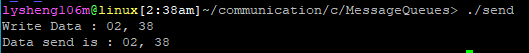 lysheng106m@linux[2:38am]~/communication/c/MessageQueues> ./send
Write Data : 02, 38
Data send is : 02, 38